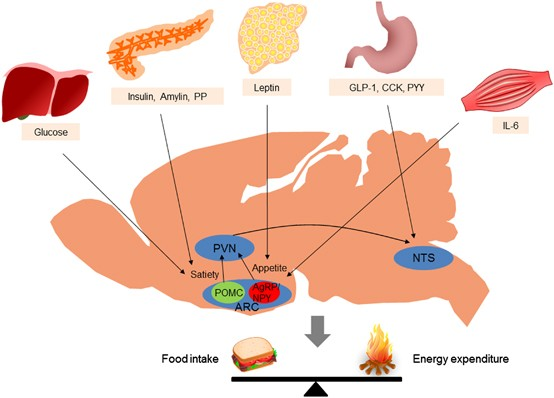 Leptin
Insulin, Amylin, PP
GLP-1, CCK, PYY
Glucose
IL-6
PVN
NTS
Satiety
Appetite
POMC
AgRP/
NPY
ARC
Food intake
Energy expenditure